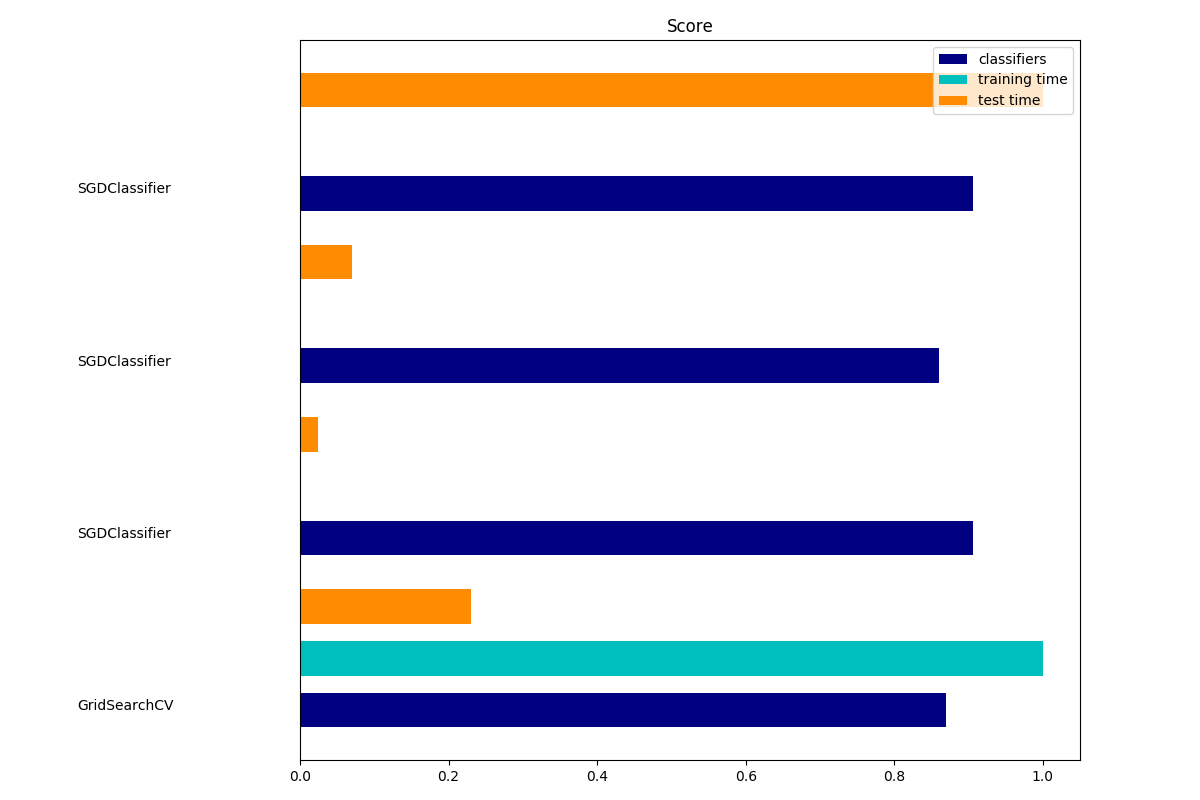 Score
classifiers
training time
test time
SGDClassifier
SGDClassifier
SGDClassifier
GridSearchCV
0.0 0.2 0.4 0.6 0.8 1.0